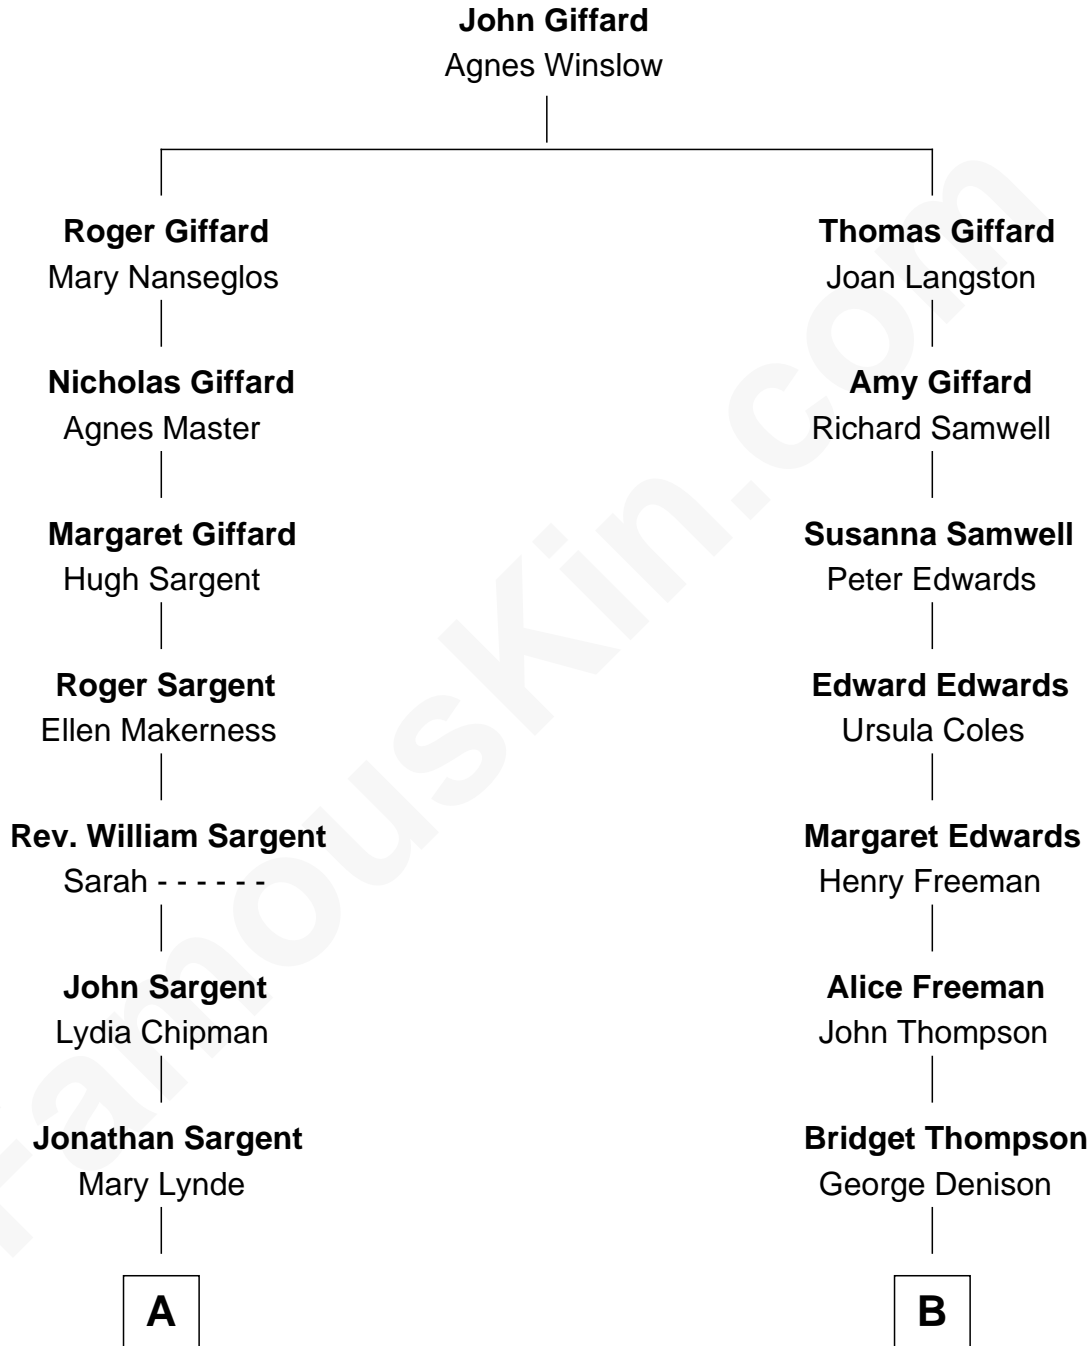 John Giffard
Agnes Winslow
Roger Giffard
Mary Nanseglos
Thomas Giffard
Joan Langston
Nicholas Giffard
Agnes Master
Amy Giffard
Richard Samwell
Margaret Giffard
Hugh Sargent
Susanna Samwell
Peter Edwards
Roger Sargent
Ellen Makerness
Edward Edwards
Ursula Coles
Rev. William Sargent
Sarah - - - - - -
Margaret Edwards
Henry Freeman
John Sargent
Lydia Chipman
Alice Freeman
John Thompson
Jonathan Sargent
Mary Lynde
Bridget Thompson
George Denison
A
B
FamousKin.com